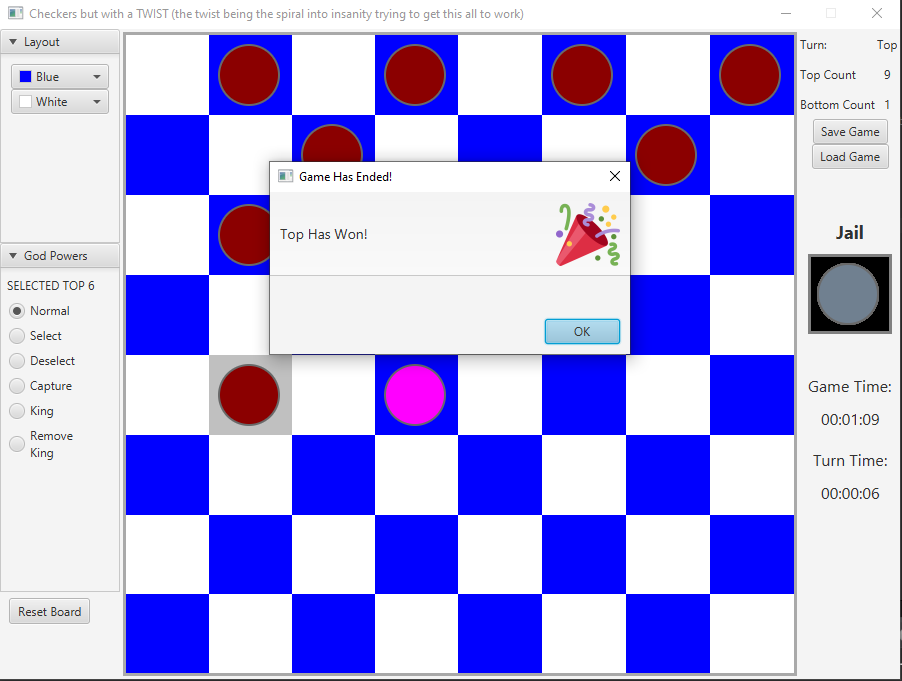 Checkers but with a TWIST (the twist being the spiral into insanity trying to get this all to work)
Layout
Blue
White
God Powers
SELECTED TOP 6
Normal
Select
Deselect
Capture
King
Remove
King
Reset Board
Game Has Ended!
Top Has Won!
OK
Turn: Top
Top Count 9
Bottom Count 1
Save Game
Load Game
Jail
Game Time:
00:01:09
Turn Time:
00:00:06